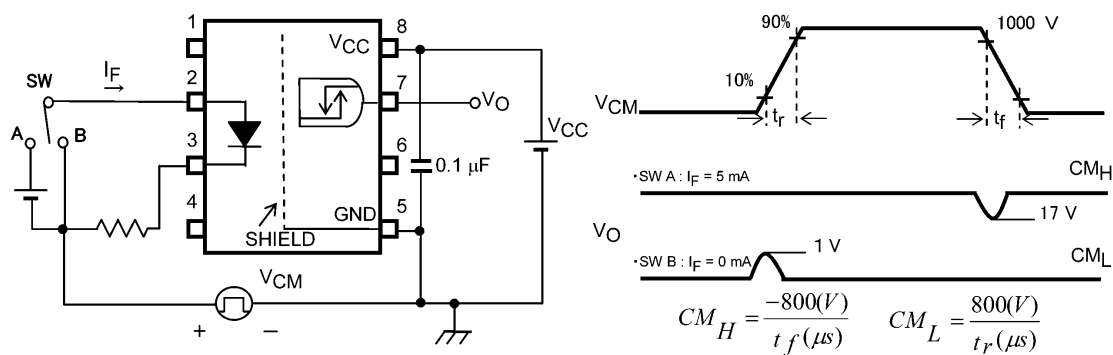 1
8
VCC
IF
→
2
7
SW
VO
A
B
VCC
3
6
0.1 μF
4
GND
5
SHIELD
VCM
+
−
90%
1000 V
10%
VCM
tr
tf
・SW A : IF = 5 mA
CMH
17 V
VO
1 V
・SW B : IF = 0 mA
CML
CMH = −800(V) / tf(μs)
CML = 800(V) / tr(μs)